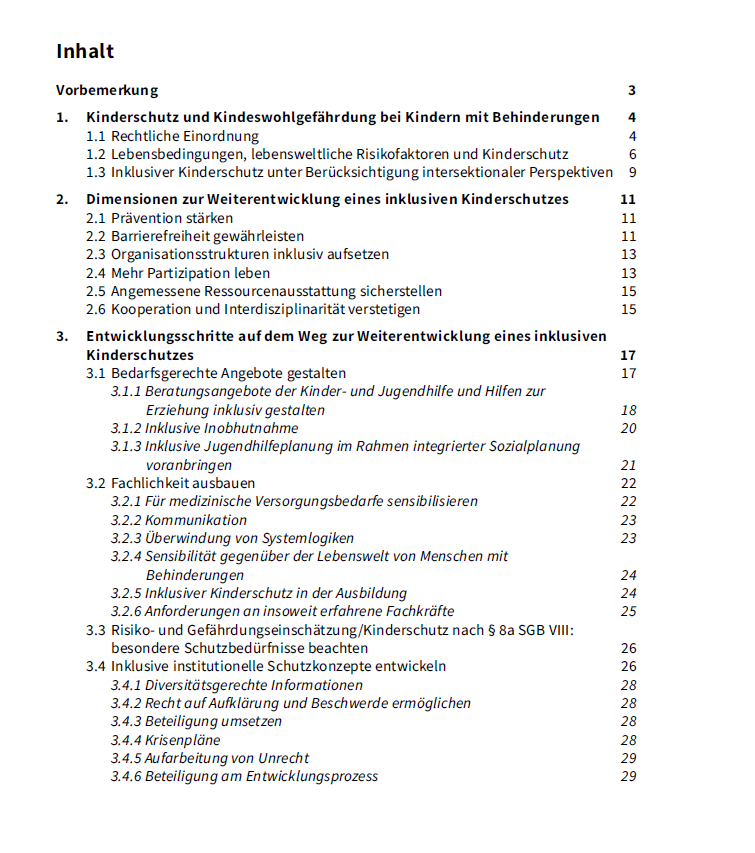 Inhalt
Vorbemerkung 3
1. Kinderschutz und Kindeswohlgefährdung bei Kindern mit Behinderungen 4
1.1 Rechtliche Einordnung 4
1.2 Lebensbedingungen, lebensweltliche Risikofaktoren und Kinderschutz 6
1.3 Inklusiver Kinderschutz unter Berücksichtigung intersektionaler Perspektiven 9
2. Dimensionen zur Weiterentwicklung eines inklusiven Kinderschutzes 11
2.1 Prävention stärken 11
2.2 Barrierefreiheit gewährleisten 11
2.3 Organisationsstrukturen inklusiv aufsetzen 13
2.4 Mehr Partizipation leben 13
2.5 Angemessene Ressourcenausstattung sicherstellen 15
2.6 Kooperation und Interdisziplinarität verstetigen 15
3. Entwicklungsschritte auf dem Weg zur Weiterentwicklung eines inklusiven
Kinderschutzes 17
3.1 Bedarfsgerechte Angebote gestalten 17
3.1.1 Beratungsangebote der Kinder- und Jugendhilfe und Hilfen zur
Erziehung inklusiv gestalten 18
3.1.2 Inklusive Inobhutnahme 20
3.1.3 Inklusive Jugendhilfeplanung im Rahmen integrierter Sozialplanung
voranbringen 21
3.2 Fachlichkeit ausbauen 22
3.2.1 Für medizinische Versorgungsbedarfe sensibilisieren 22
3.2.2 Kommunikation 23
3.2.3 Überwindung von Systemlogiken 23
3.2.4 Sensibilität gegenüber der Lebenswelt von Menschen mit
Behinderungen 24
3.2.5 Inklusiver Kinderschutz in der Ausbildung 24
3.2.6 Anforderungen an insoweit erfahrene Fachkräfte 25
3.3 Risiko- und Gefährdungseinschätzung/Kinderschutz nach § 8a SGB VIII:
besondere Schutzbedürfnisse beachten 26
3.4 Inklusive institutionelle Schutzkonzepte entwickeln 26
3.4.1 Diversitätsgerechte Informationen 28
3.4.2 Recht auf Aufklärung und Beschwerde ermöglichen 28
3.4.3 Beteiligung umsetzen 28
3.4.4 Krisenpläne 28
3.4.5 Aufarbeitung von Unrecht 29
3.4.6 Beteiligung am Entwicklungsprozess 29